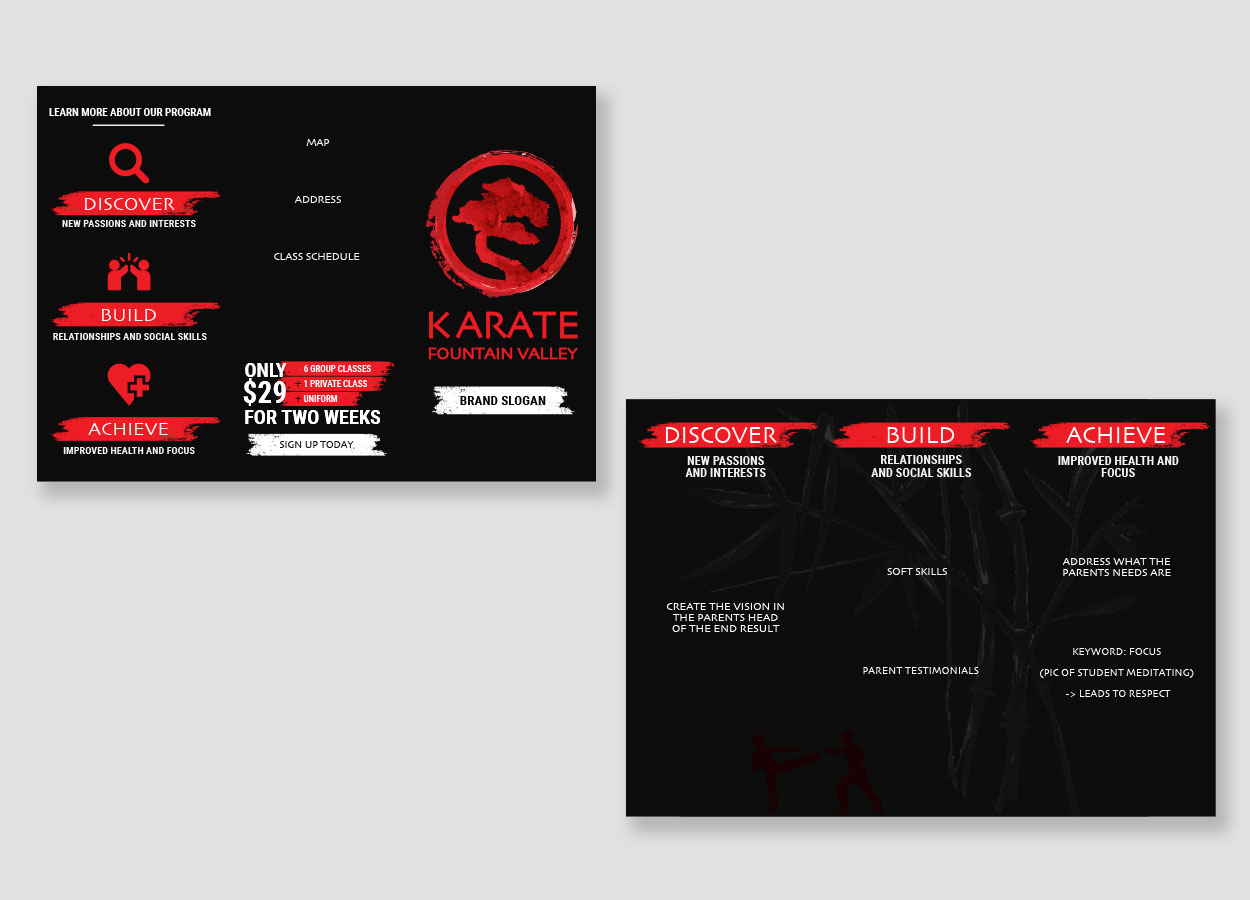 LEARN MORE ABOUT OUR PROGRAM
DISCOVER
NEW PASSIONS AND INTERESTS
BUILD
RELATIONSHIPS AND SOCIAL SKILLS
ACHIEVE
IMPROVED HEALTH AND FOCUS
MAP
ADDRESS
CLASS SCHEDULE
ONLY
$29
6 GROUP CLASSES
+ 1 PRIVATE CLASS
+ UNIFORM
FOR TWO WEEKS
SIGN UP TODAY.
KARATE
FOUNTAIN VALLEY
BRAND SLOGAN
DISCOVER
NEW PASSIONS
AND INTERESTS
CREATE THE VISION IN
THE PARENTS HEAD
OF THE END RESULT
BUILD
RELATIONSHIPS
AND SOCIAL SKILLS
SOFT SKILLS
PARENT TESTIMONIALS
ACHIEVE
IMPROVED HEALTH AND
FOCUS
ADDRESS WHAT THE
PARENTS NEEDS ARE
KEYWORD: FOCUS
(PIC OF STUDENT MEDITATING)
-> LEADS TO RESPECT